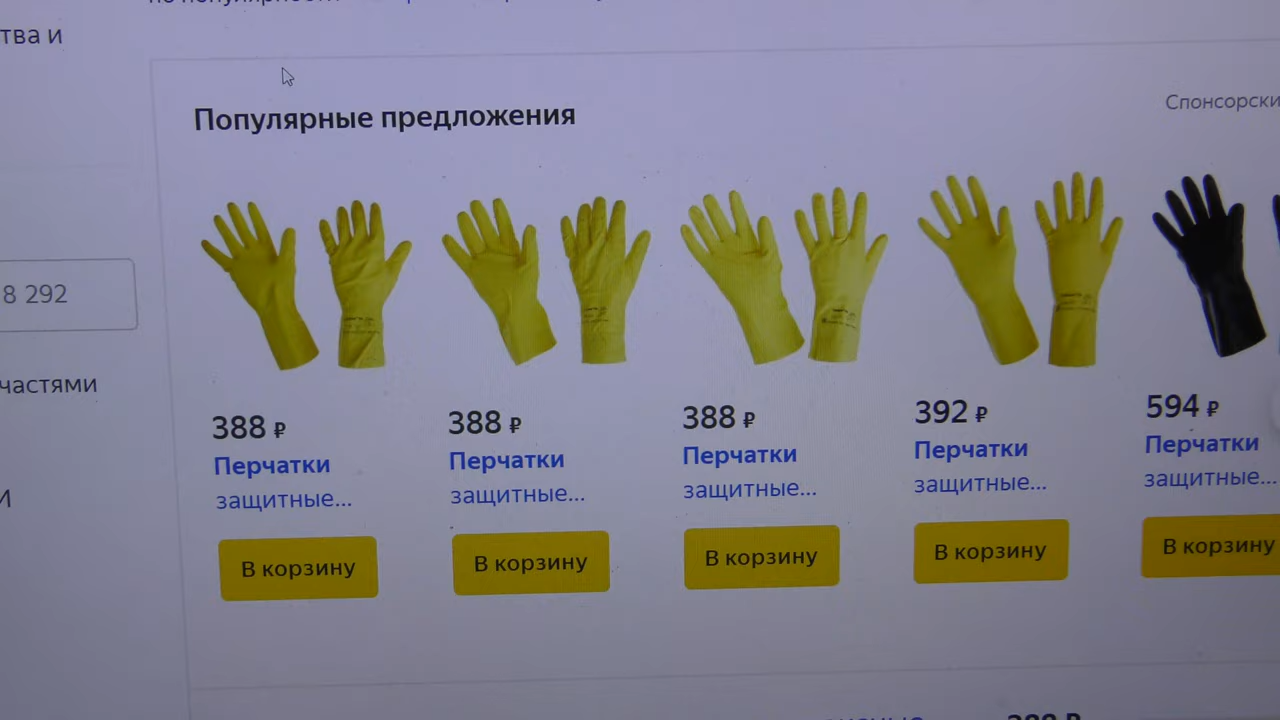 тва и
Популярные предложения
Спонсорски
8 292
частями
388 ₽
388 ₽
388 ₽
392 ₽
594 ₽
Перчатки
Перчатки
Перчатки
Перчатки
Перчатки
защитные...
защитные...
защитные...
защитные...
защитные...
И
В корзину
В корзину
В корзину
В корзину
В корзину